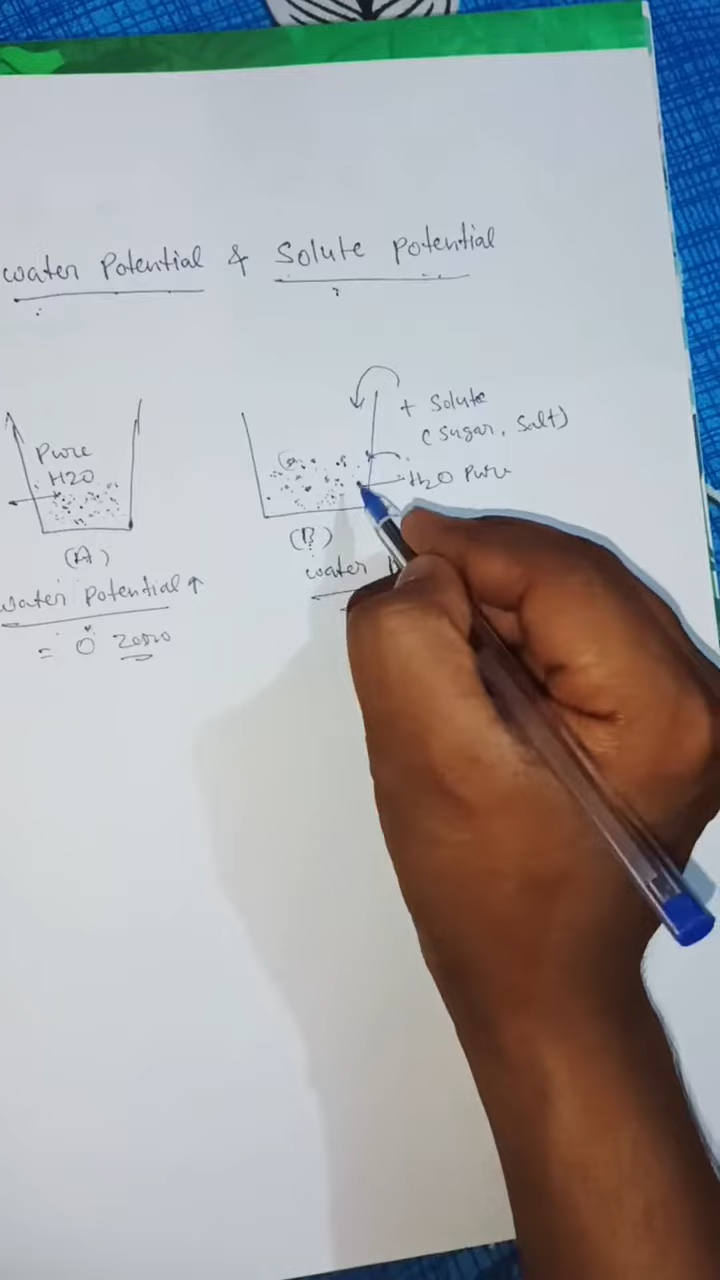 water Potential & Solute potential
Pure
H2O
(A)
water Potential ↑
= 0 Zero
+ Solute
(Sugar, Salt)
H2O Pure
(B)
water